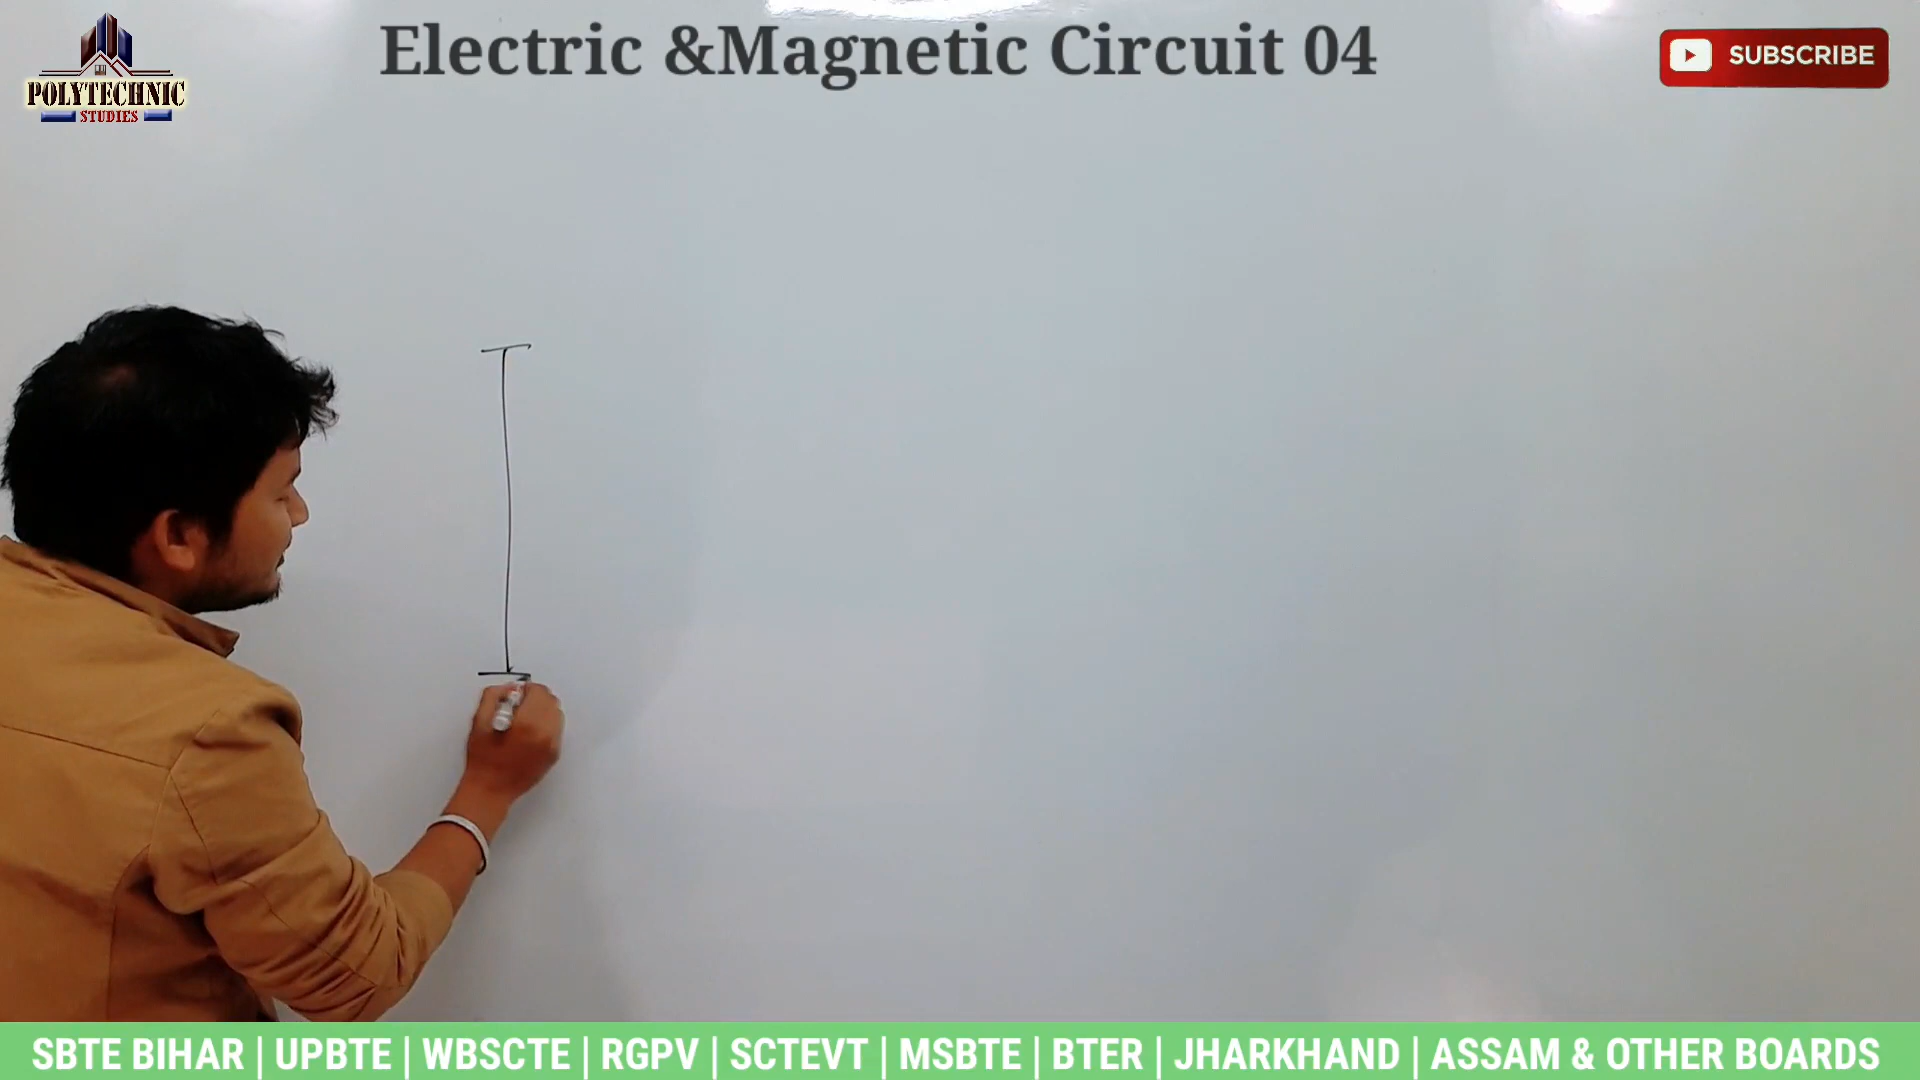 Electric &Magnetic Circuit 04
POLYTECHNIC
STUDIES
SUBSCRIBE
SBTE BIHAR | UPBTE | WBSCTE | RGPV | SCTEVT | MSBTE | BTER | JHARKHAND | ASSAM & OTHER BOARDS